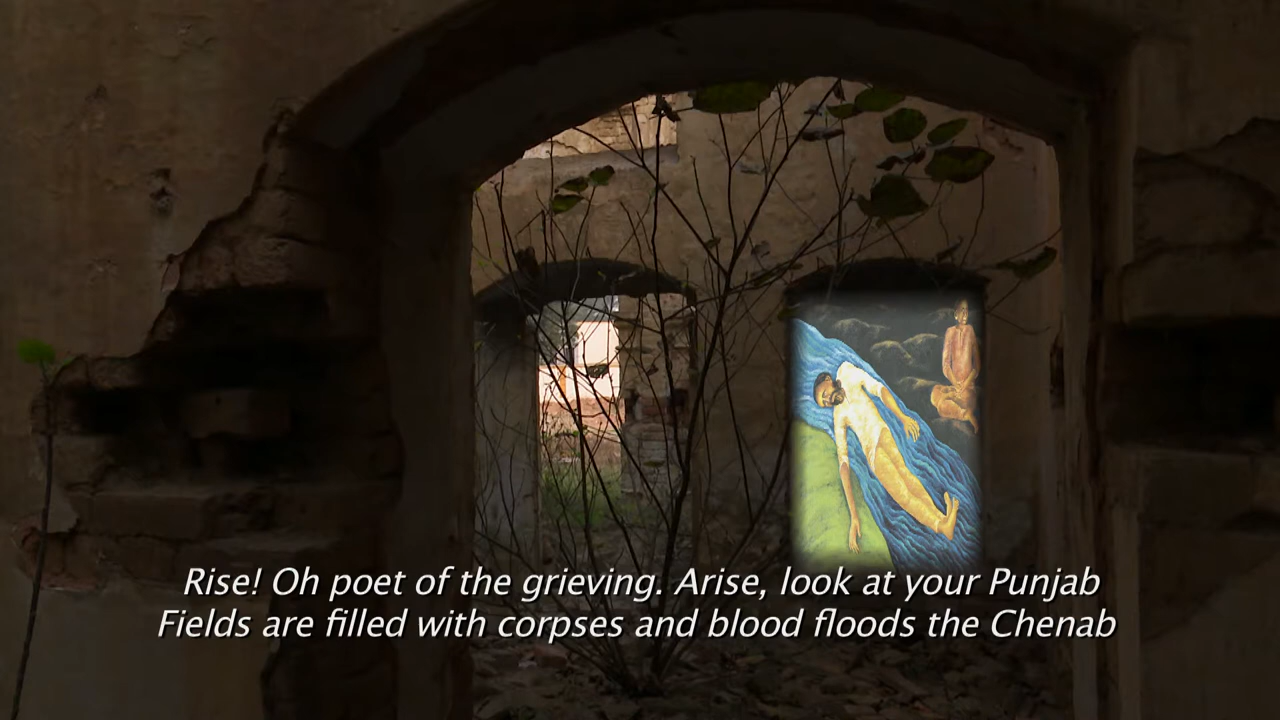 Rise! Oh poet of the grieving. Arise, look at your Punjab
Fields are filled with corpses and blood floods the Chenab